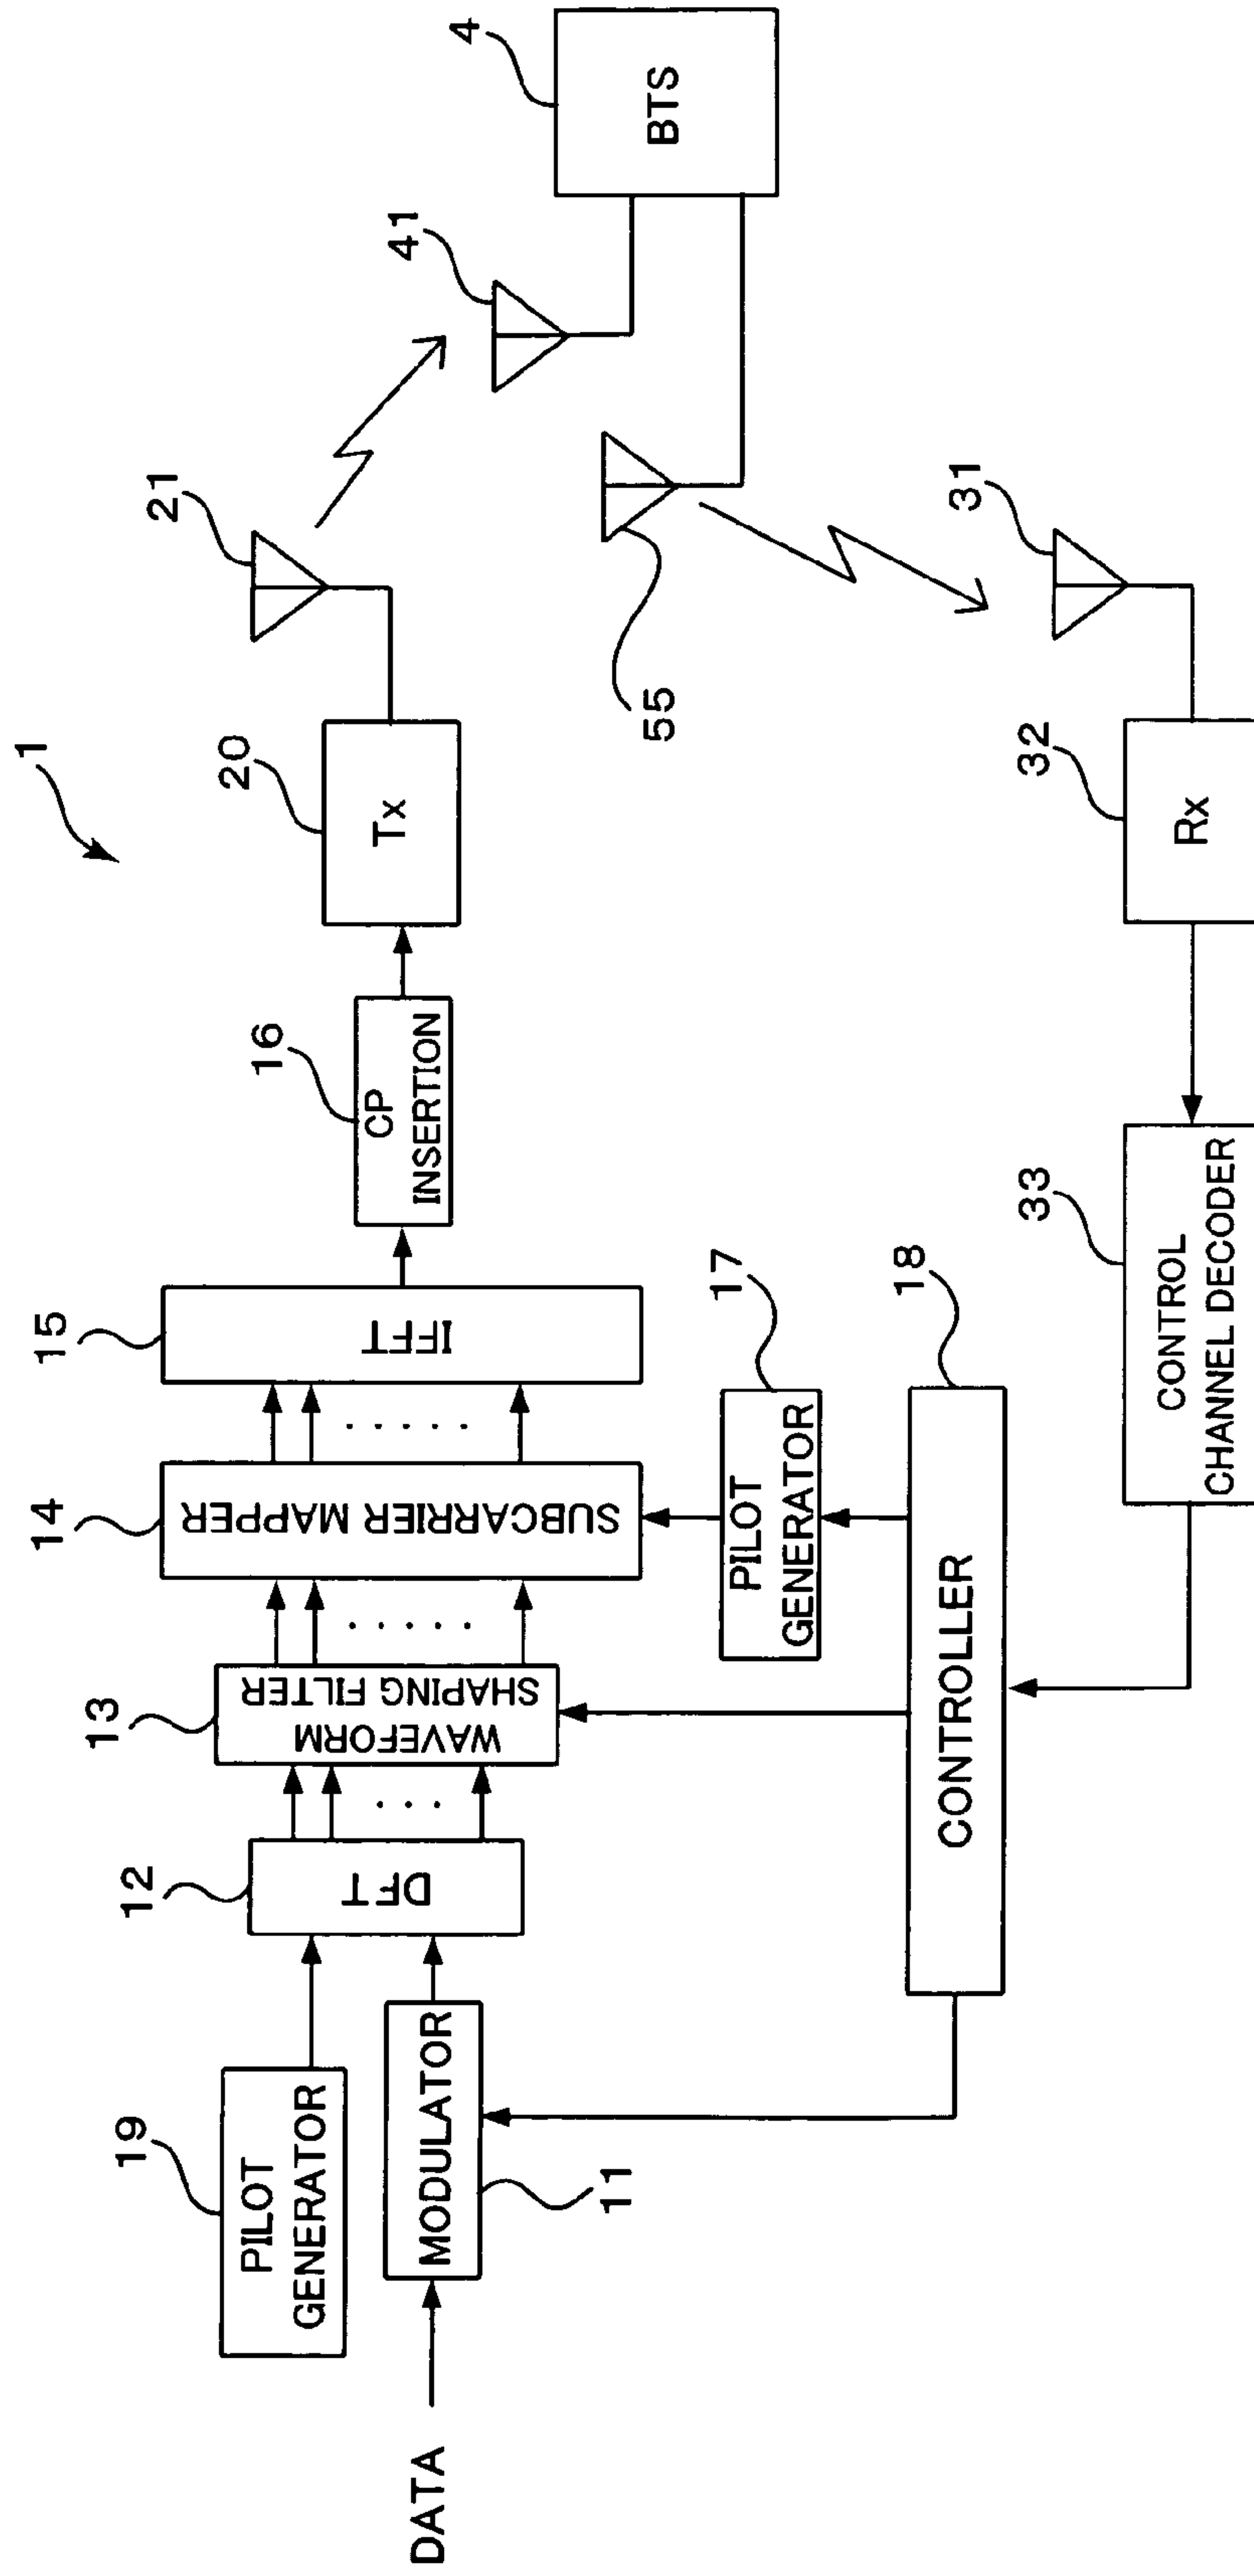 1
DATA
19
PILOT
GENERATOR
MODULATOR
11
12
DFT
13
WAVEFORM
SHAPING FILTER
14
SUBCARRIER MAPPER
15
IFFT
16
CP
INSERTION
20
Tx
21
41
4
BTS
55
17
PILOT
GENERATOR
18
CONTROLLER
33
CONTROL
CHANNEL DECODER
32
Rx
31